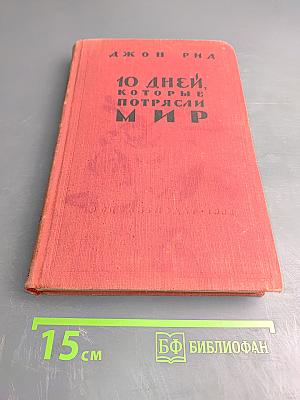 ДЖОН РИД
10 ДНЕЙ,
КОТОРЫЕ
ПОТРЯСЛИ
МИР
15 см
БФ БИБЛИОФАН